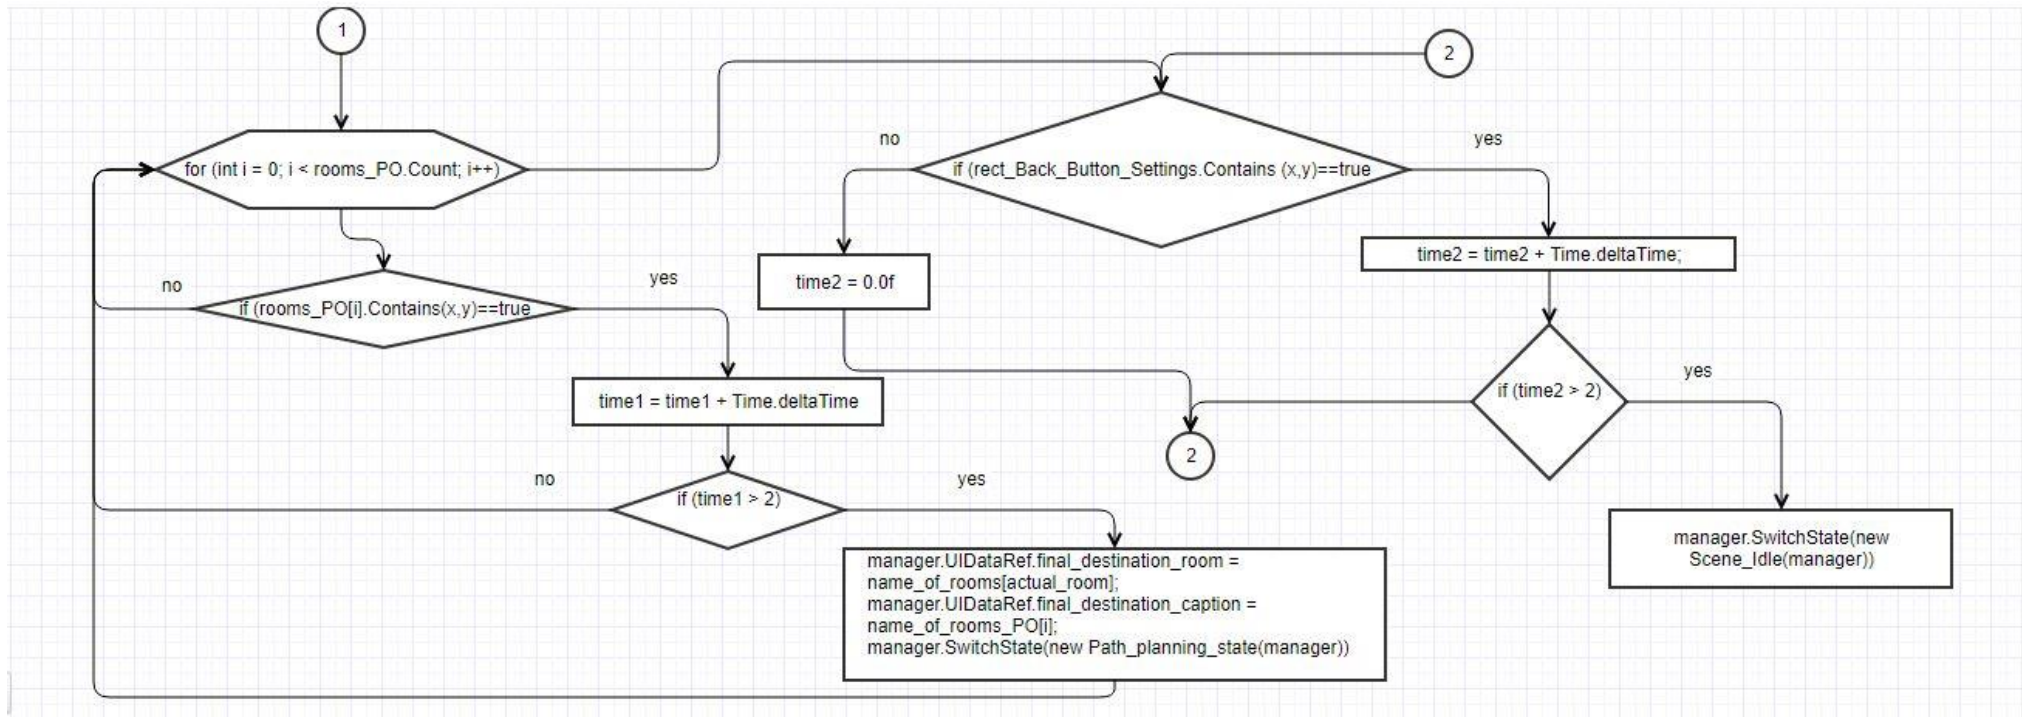 1
2
for (int i = 0; i < rooms_PO.Count; i++)
no
yes
if (rect_Back_Button_Settings.Contains (x,y)==true
time2 = time2 + Time.deltaTime;
time2 = 0.0f
no
yes
if (rooms_PO[i].Contains(x,y)==true
time1 = time1 + Time.deltaTime
if (time2 > 2)
yes
2
no
yes
if (time1 > 2)
manager.UIDataRef.final_destination_room =
name_of_rooms[actual_room];
manager.UIDataRef.final_destination_caption =
name_of_rooms_PO[i];
manager.SwitchState(new Path_planning_state(manager))
manager.SwitchState(new
Scene_Idle(manager))